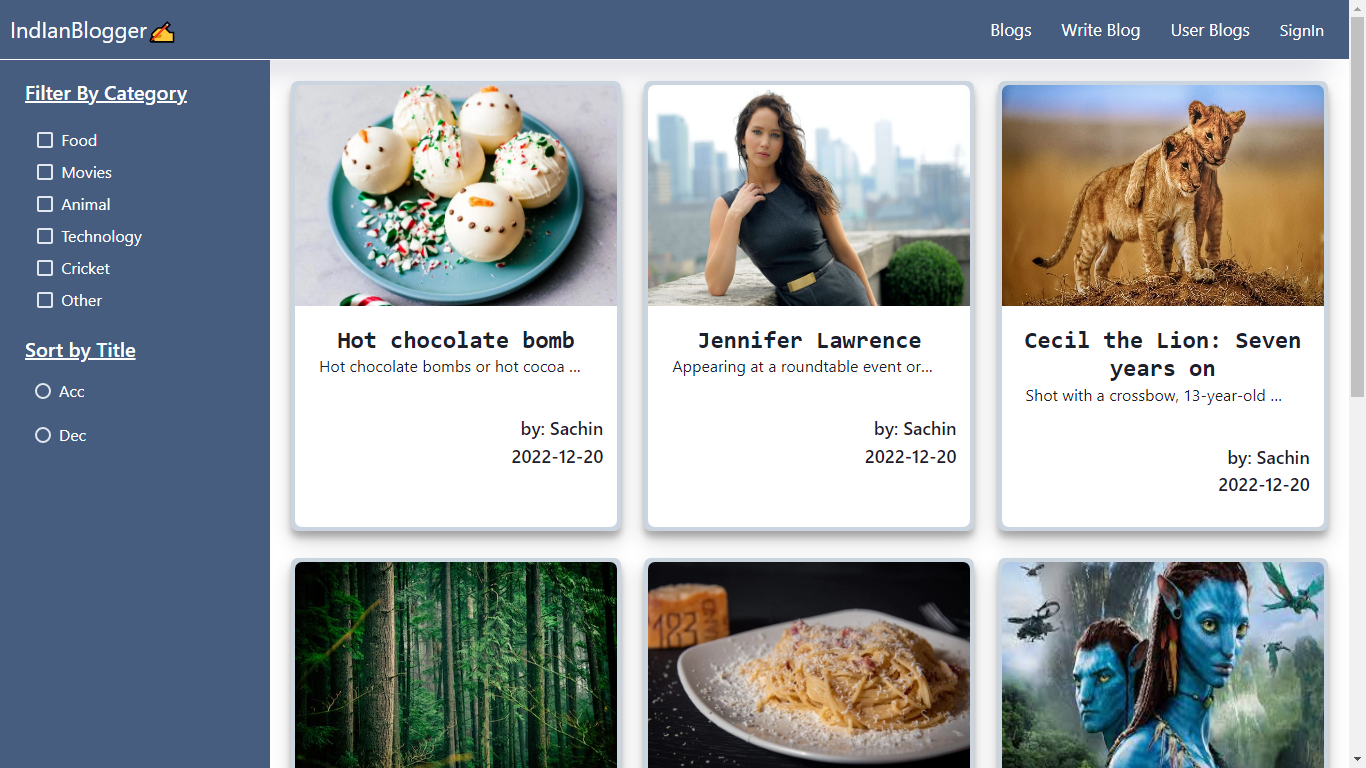 IndIanBlogger✍
Blogs
Write Blog
User Blogs
SignIn
Filter By Category
Food
Movies
Animal
Technology
Cricket
Other
Sort by Title
Acc
Dec
Hot chocolate bomb
Hot chocolate bombs or hot cocoa ...
by: Sachin
2022-12-20
Jennifer Lawrence
Appearing at a roundtable event or...
by: Sachin
2022-12-20
Cecil the Lion: Seven
years on
Shot with a crossbow, 13-year-old ...
by: Sachin
2022-12-20
183